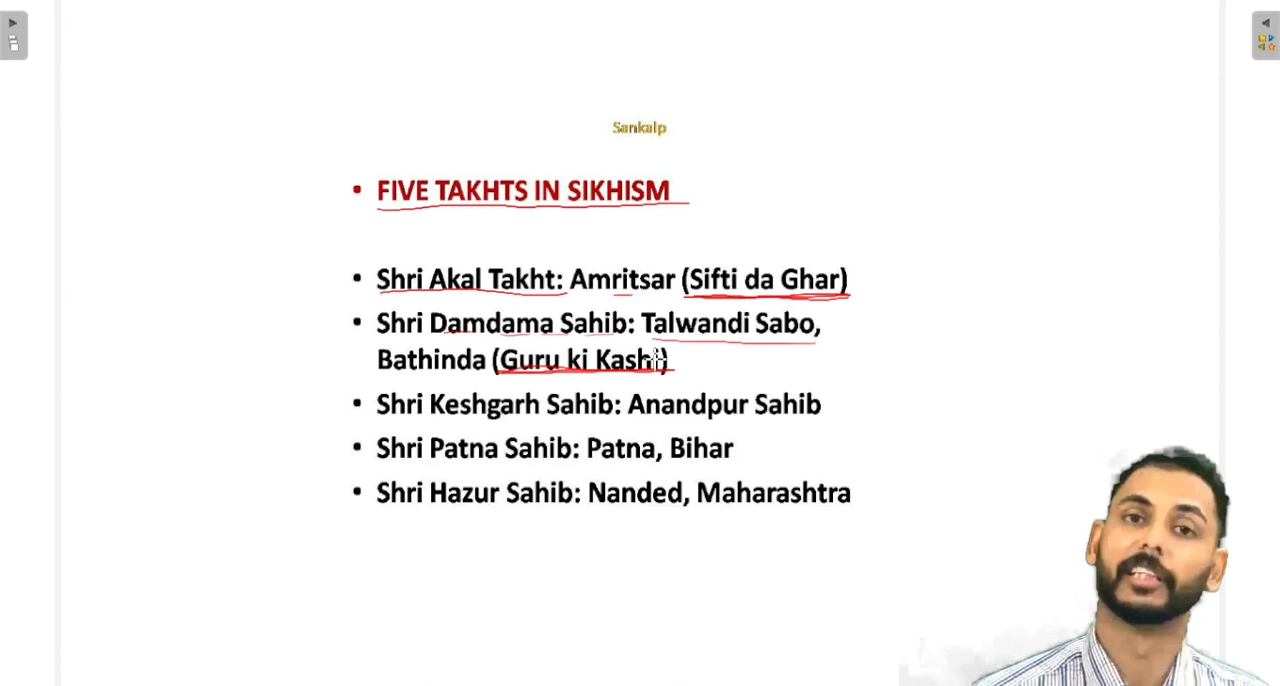 Sankalp
• FIVE TAKHTS IN SIKHISM
• Shri Akal Takht: Amritsar (Sifti da Ghar)
• Shri Damdama Sahib: Talwandi Sabo,
Bathinda (Guru ki Kashi)
• Shri Keshgarh Sahib: Anandpur Sahib
• Shri Patna Sahib: Patna, Bihar
• Shri Hazur Sahib: Nanded, Maharashtra